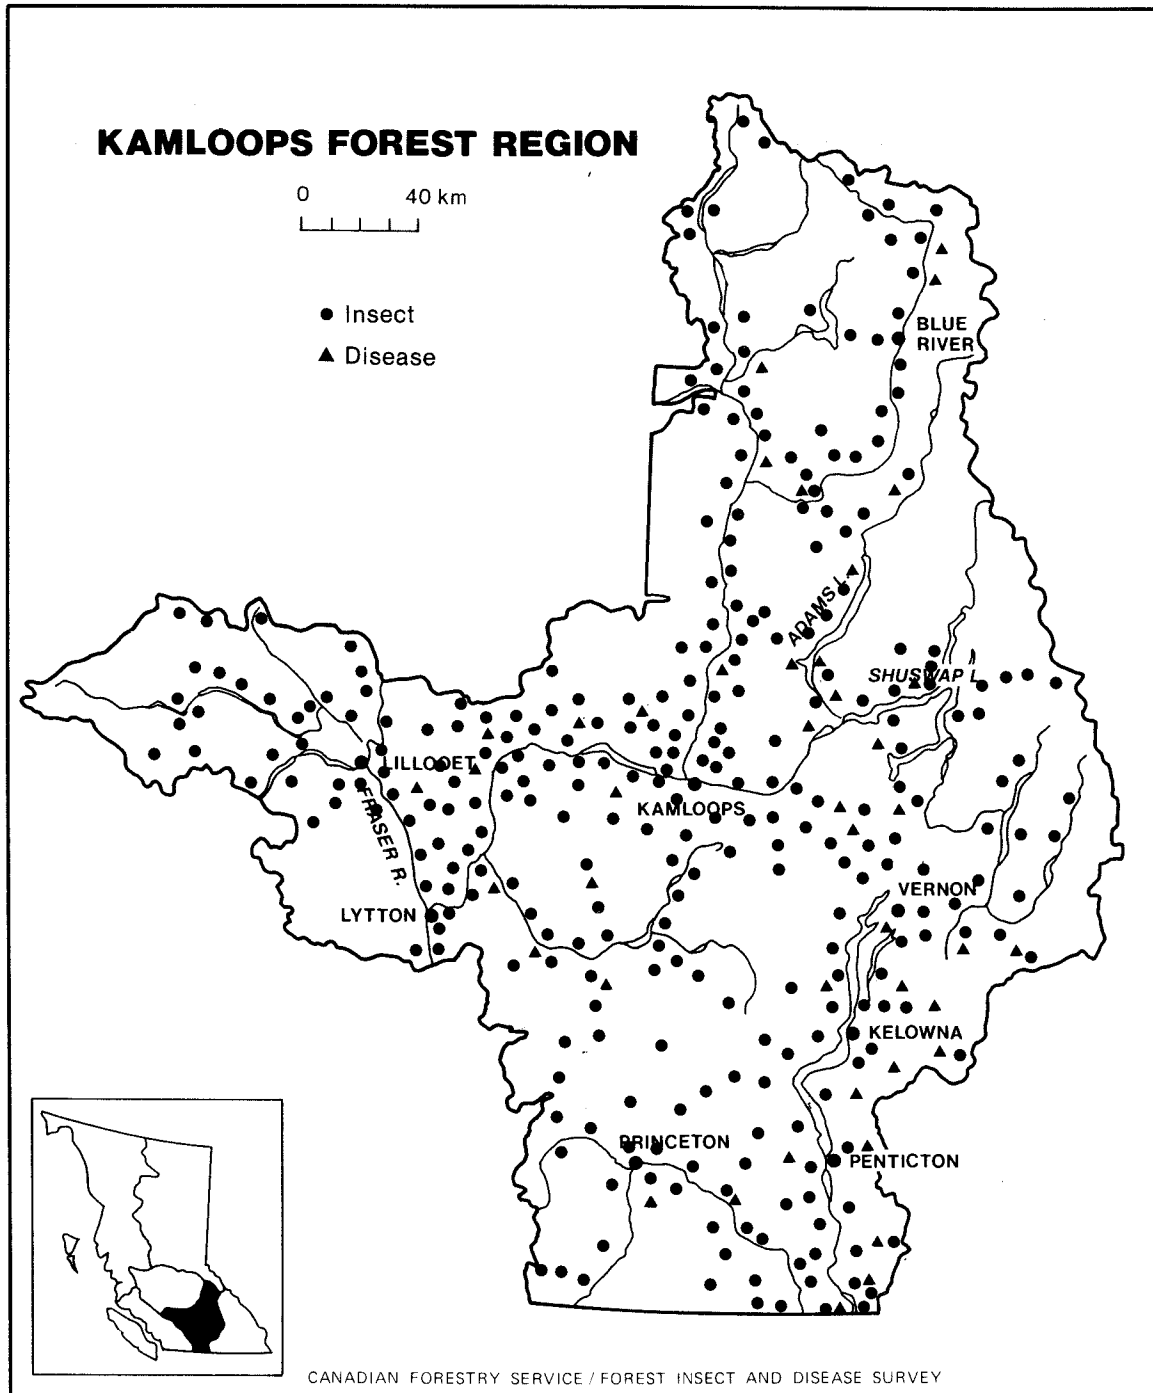 KAMLOOPS FOREST REGION
0 40 km
Insect
Disease
BLUE
RIVER
ADAMS L.
SHUSWAP L.
LILLOOET
FRASER R.
KAMLOOPS
VERNON
LYTTON
KELOWNA
PRINCETON
PENTICTON
CANADIAN FORESTRY SERVICE / FOREST INSECT AND DISEASE SURVEY